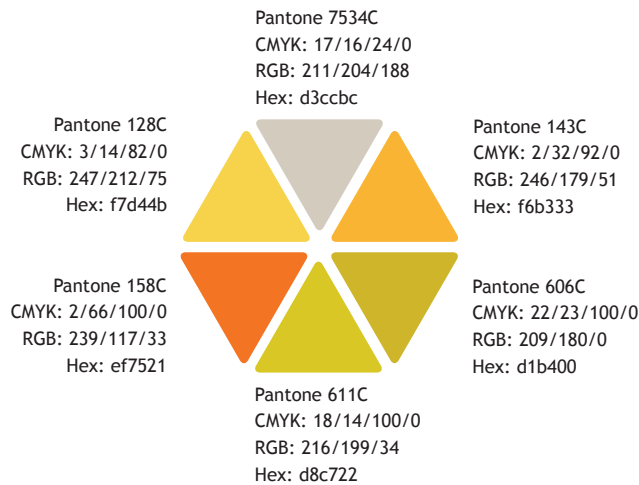 Pantone 7534C
CMYK: 17/16/24/0
RGB: 211/204/188
Hex: d3ccbc
Pantone 128C
CMYK: 3/14/82/0
RGB: 247/212/75
Hex: f7d44b
Pantone 143C
CMYK: 2/32/92/0
RGB: 246/179/51
Hex: f6b333
Pantone 158C
CMYK: 2/66/100/0
RGB: 239/117/33
Hex: ef7521
Pantone 606C
CMYK: 22/23/100/0
RGB: 209/180/0
Hex: d1b400
Pantone 611C
CMYK: 18/14/100/0
RGB: 216/199/34
Hex: d8c722